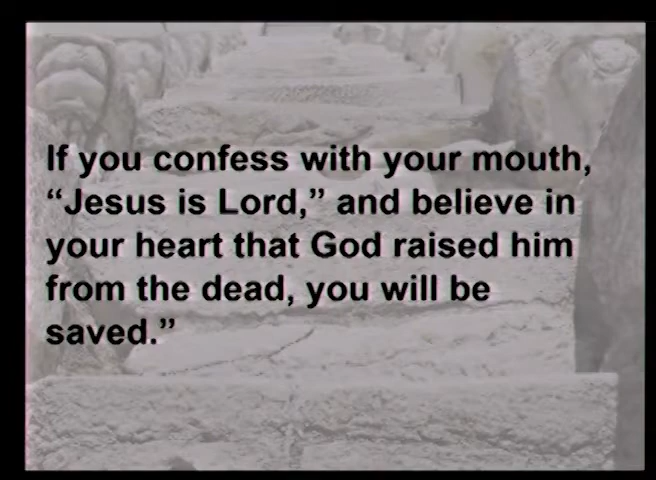 If you confess with your mouth,
“Jesus is Lord,” and believe in
your heart that God raised him
from the dead, you will be
saved.”